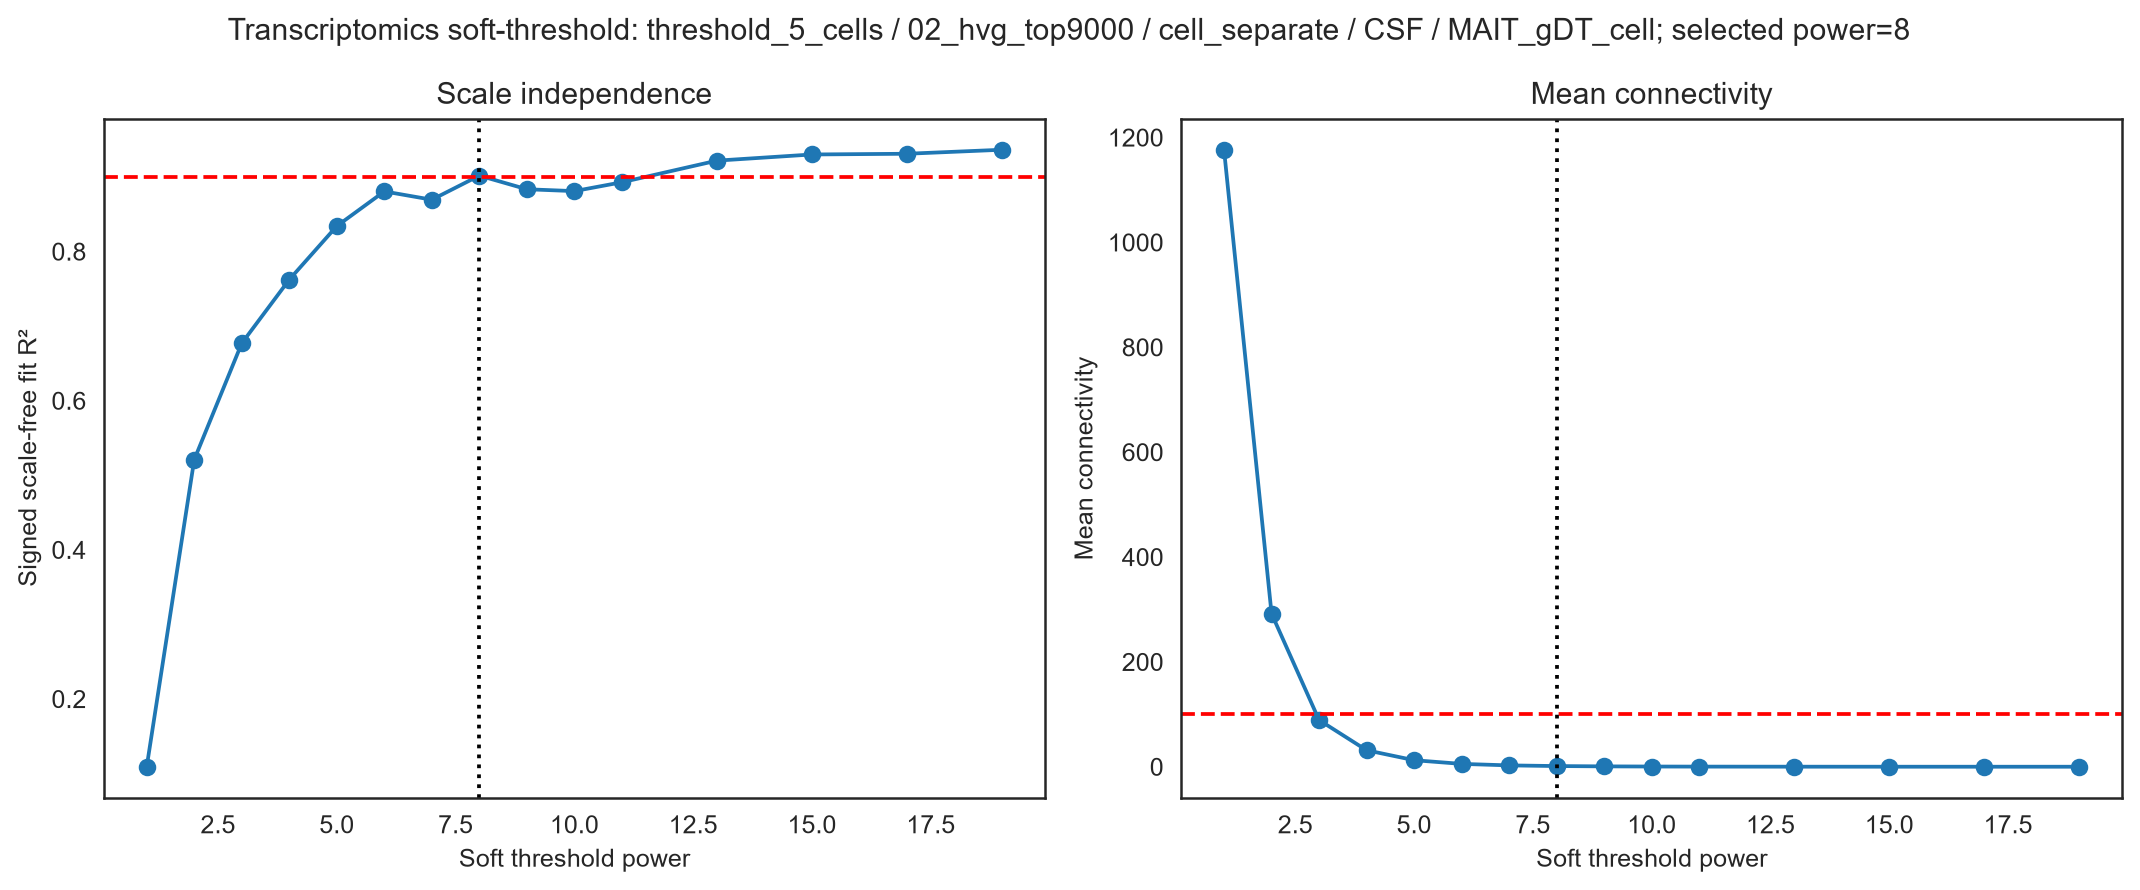 Transcriptomics soft-threshold: threshold_5_cells / 02_hvg_top9000 / cell_separate / CSF / MAIT_gDT_cell; selected power=8
Scale independence
Signed scale-free fit R²
0.8
0.6
0.4
0.2
2.5 5.0 7.5 10.0 12.5 15.0 17.5
Soft threshold power
Mean connectivity
Mean connectivity
1200
1000
800
600
400
200
0
2.5 5.0 7.5 10.0 12.5 15.0 17.5
Soft threshold power